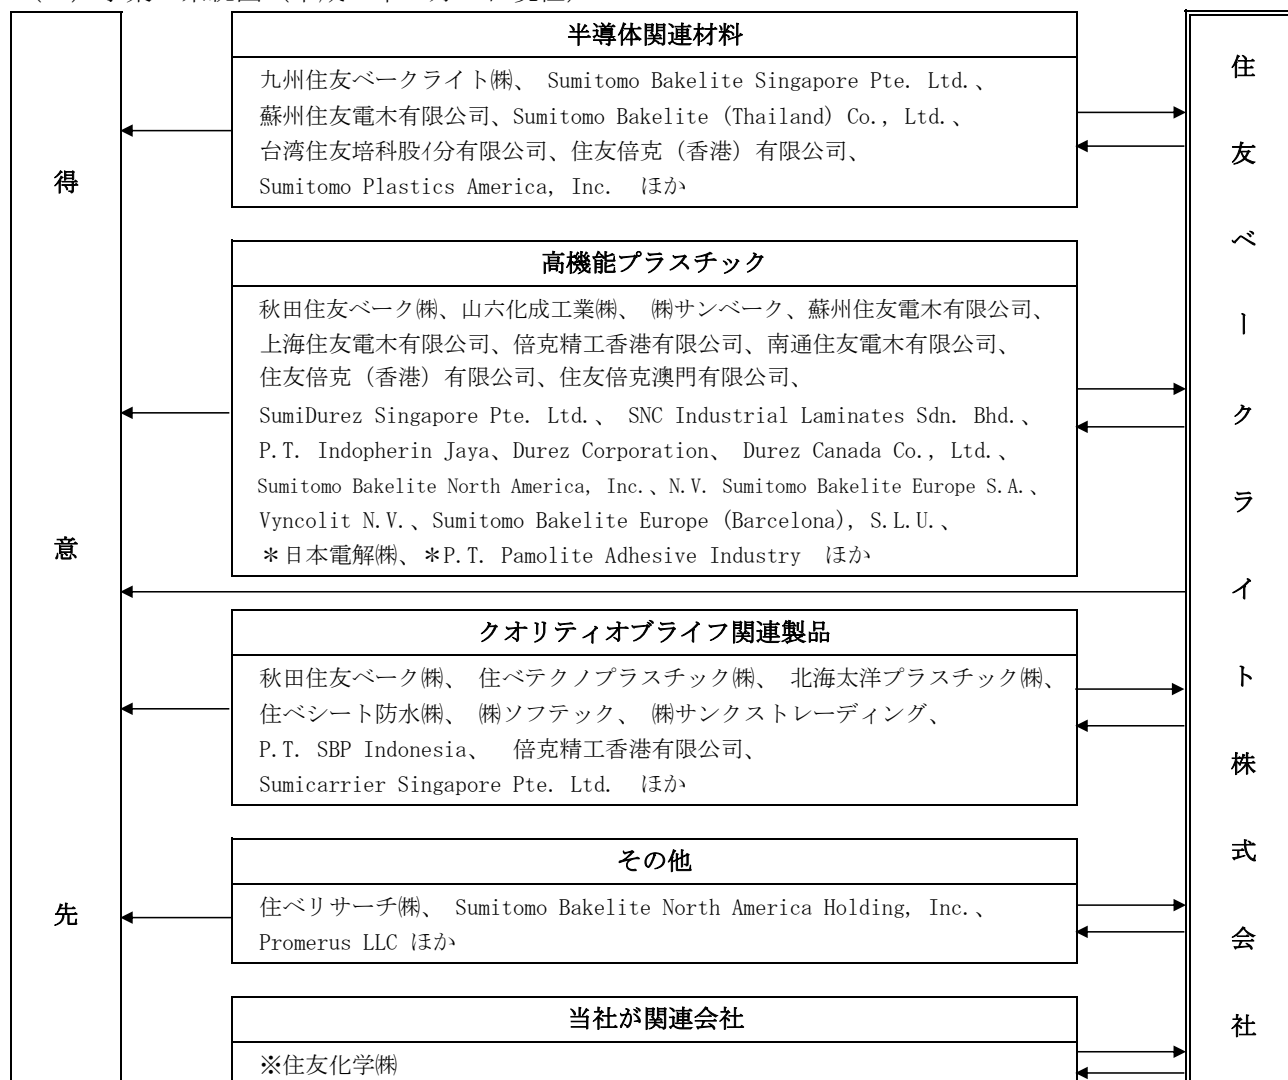 半導体関連材料
九州住友ベークライト㈱、 Sumitomo Bakelite Singapore Pte. Ltd.、
蘇州住友電木有限公司、Sumitomo Bakelite (Thailand) Co., Ltd.、
台湾住友培科股ｲ分有限公司、住友倍克（香港）有限公司、
Sumitomo Plastics America, Inc. ほか
高機能プラスチック
秋田住友ベーク㈱、山六化成工業㈱、 ㈱サンベーク、蘇州住友電木有限公司、
上海住友電木有限公司、倍克精工香港有限公司、南通住友電木有限公司、
住友倍克（香港）有限公司、住友倍克澳門有限公司、
SumiDurez Singapore Pte. Ltd.、 SNC Industrial Laminates Sdn. Bhd.、
P.T. Indopherin Jaya、Durez Corporation、 Durez Canada Co., Ltd.、
Sumitomo Bakelite North America, Inc.、N.V. Sumitomo Bakelite Europe S.A.、
Vyncolit N.V.、Sumitomo Bakelite Europe (Barcelona), S.L.U.、
＊日本電解㈱、＊P.T. Pamolite Adhesive Industry ほか
クオリティオブライフ関連製品
秋田住友ベーク㈱、 住ベテクノプラスチック㈱、 北海太洋プラスチック㈱、
住ベシート防水㈱、 ㈱ソフテック、 ㈱サンクストレーディング、
P.T. SBP Indonesia、 倍克精工香港有限公司、
Sumicarrier Singapore Pte. Ltd. ほか
その他
住ベリサーチ㈱、 Sumitomo Bakelite North America Holding, Inc.、
Promerus LLC ほか
当社が関連会社
※住友化学㈱
得意先
住友ベークライト株式会社